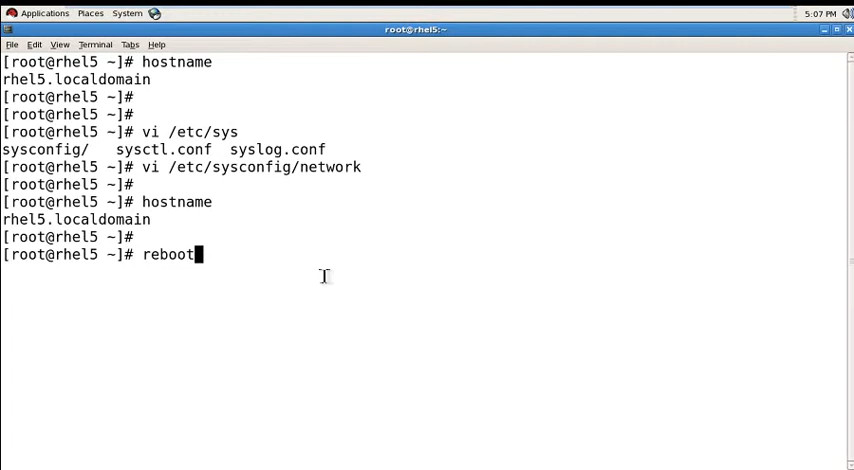 Applications Places System 5:07 PM
root@rhel5:~
File Edit View Terminal Tabs Help
[root@rhel5 ~]# hostname
rhel5.localdomain
[root@rhel5 ~]#
[root@rhel5 ~]#
[root@rhel5 ~]# vi /etc/sys
sysconfig/ sysctl.conf syslog.conf
[root@rhel5 ~]# vi /etc/sysconfig/network
[root@rhel5 ~]#
[root@rhel5 ~]# hostname
rhel5.localdomain
[root@rhel5 ~]#
[root@rhel5 ~]# reboot